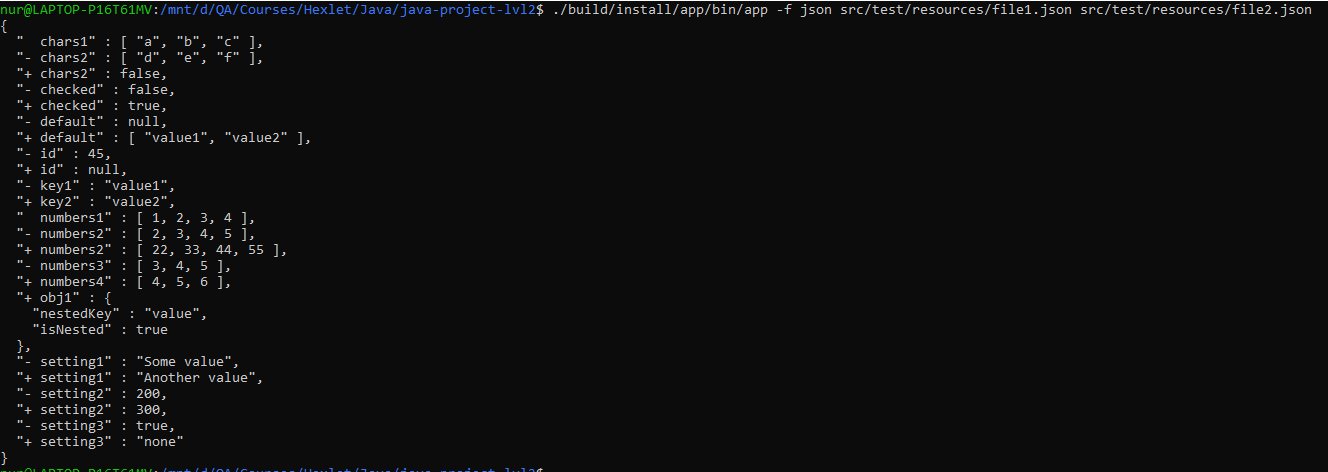 nur@LAPTOP-P16T61MV:/mnt/d/QA/Courses/Hexlet/Java/java-project-lvl2$ ./build/install/app/bin/app -f json src/test/resources/file1.json src/test/resources/file2.json
{
  "  chars1" : [ "a", "b", "c" ],
  "- chars2" : [ "d", "e", "f" ],
  "+ chars2" : false,
  "- checked" : false,
  "+ checked" : true,
  "- default" : null,
  "+ default" : [ "value1", "value2" ],
  "- id" : 45,
  "+ id" : null,
  "- key1" : "value1",
  "+ key2" : "value2",
  "  numbers1" : [ 1, 2, 3, 4 ],
  "- numbers2" : [ 2, 3, 4, 5 ],
  "+ numbers2" : [ 22, 33, 44, 55 ],
  "- numbers3" : [ 3, 4, 5 ],
  "+ numbers4" : [ 4, 5, 6 ],
  "+ obj1" : {
    "nestedKey" : "value",
    "isNested" : true
  },
  "- setting1" : "Some value",
  "+ setting1" : "Another value",
  "- setting2" : 200,
  "+ setting2" : 300,
  "- setting3" : true,
  "+ setting3" : "none"
}
nur@LAPTOP-P16T61MV:/mnt/d/QA/Courses/Hexlet/Java/java-project-lvl2$